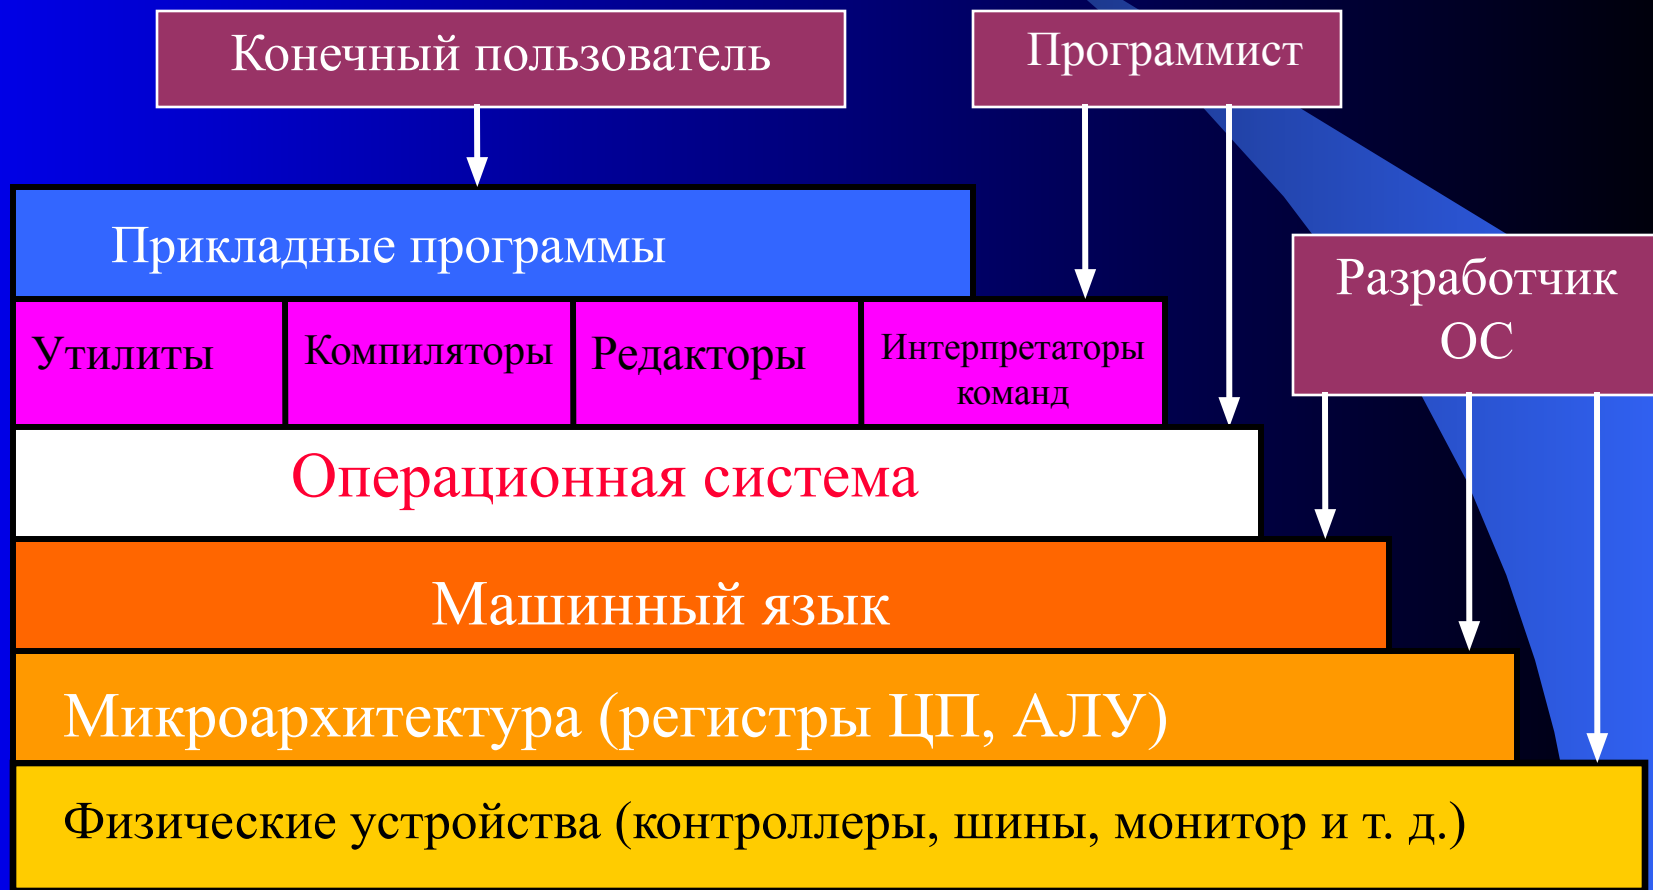 Конечный пользователь
Программист
Прикладные программы
Разработчик
ОС
Утилиты
Компиляторы
Редакторы
Интерпретаторы
команд
Операционная система
Машинный язык
Микроархитектура (регистры ЦП, АЛУ)
Физические устройства (контроллеры, шины, монитор и т. д.)